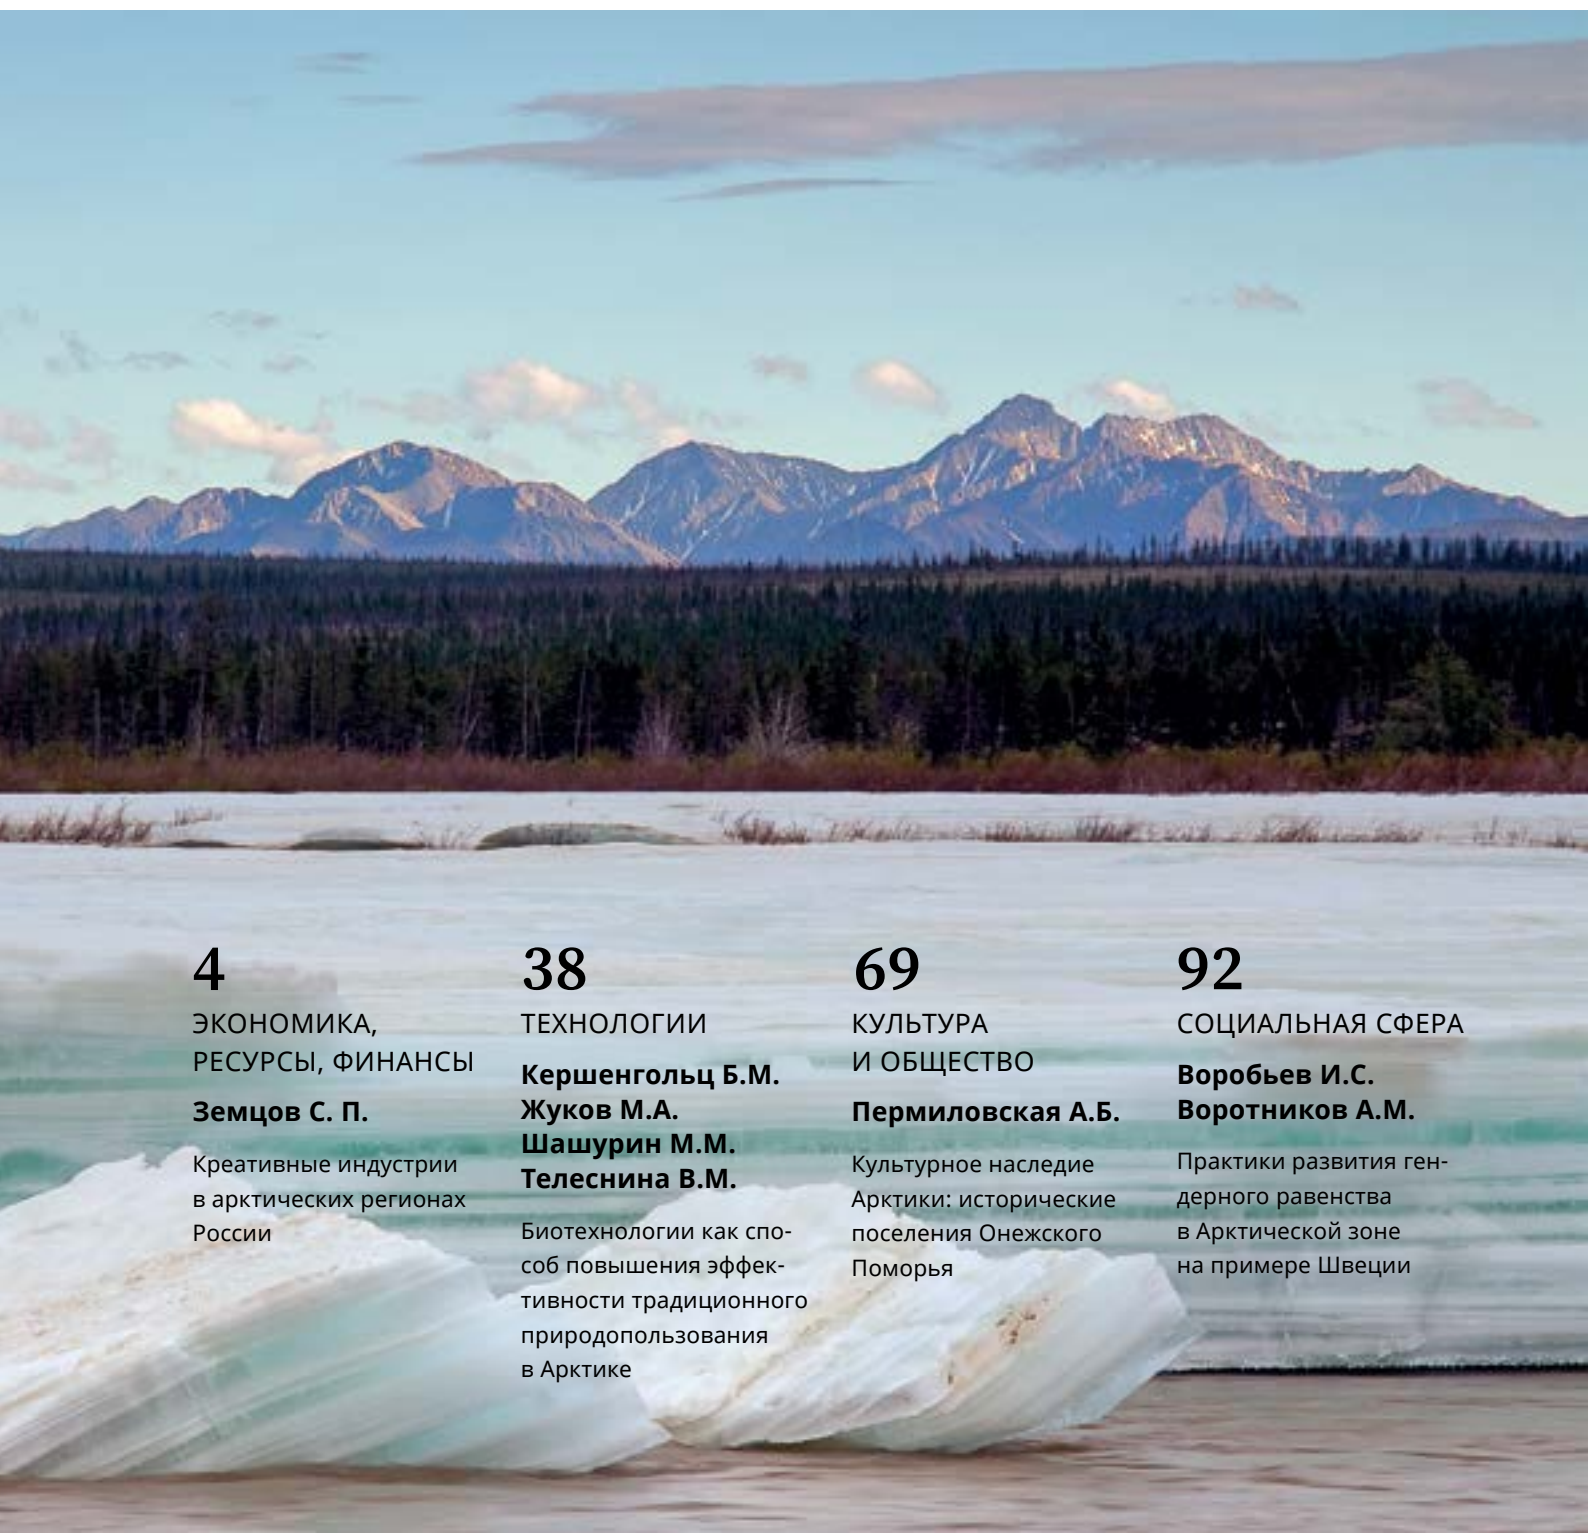 4
ЭКОНОМИКА,
РЕСУРСЫ, ФИНАНСЫ
Земцов С. П.
Креативные индустрии
в арктических регионах
России
38
ТЕХНОЛОГИИ
Кершенгольц Б.М.
Жуков М.А.
Шашурин М.М.
Телеснина В.М.
Биотехнологии как спо-
соб повышения эффек-
тивности традиционного
природопользования
в Арктике
69
КУЛЬТУРА
И ОБЩЕСТВО
Пермиловская А.Б.
Культурное наследие
Арктики: исторические
поселения Онежского
Поморья
92
СОЦИАЛЬНАЯ СФЕРА
Воробьев И.С.
Воротников А.М.
Практики развития ген-
дерного равенства
в Арктической зоне
на примере Швеции